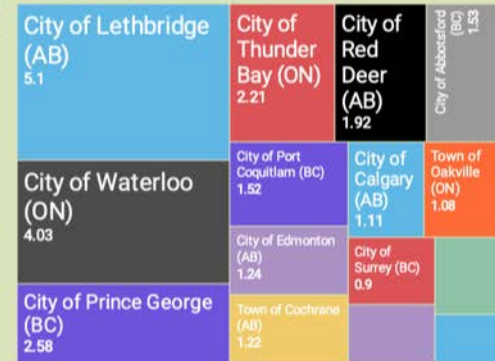 City of Lethbridge
(AB)
5.1
City of Waterloo
(ON)
4.03
City of Prince George
(BC)
2.58
City of
Thunder
Bay (ON)
2.21
City of
Red
Deer
(AB)
1.92
City of Abbotsford
(BC)
1.53
City of Port
Coquitlam (BC)
1.52
City of Edmonton
(AB)
1.24
Town of Cochrane
(AB)
1.22
City of
Calgary
(AB)
1.11
Town of
Oakville
(ON)
1.08
City of
Surrey (BC)
0.9